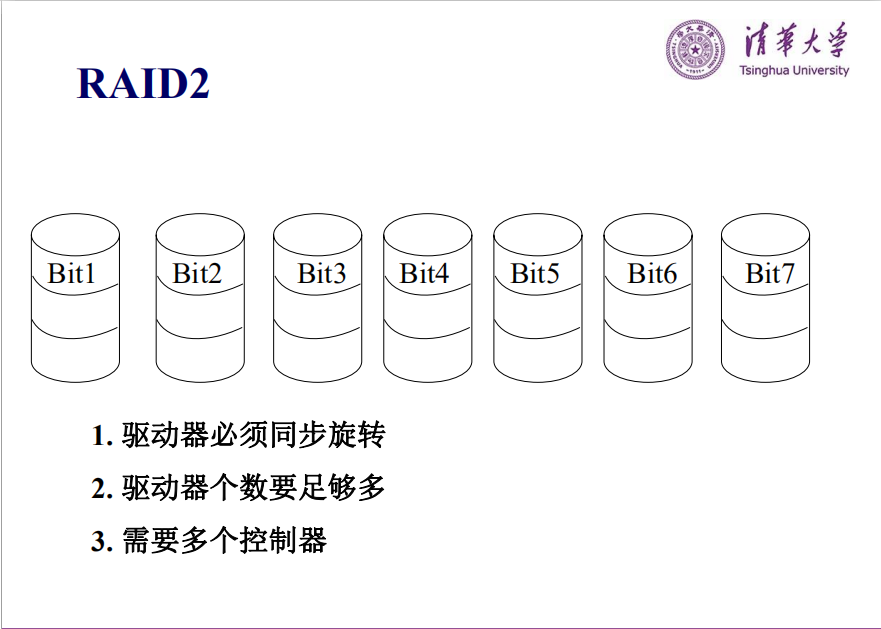 清华大学
Tsinghua University
RAID2
Bit1 Bit2 Bit3 Bit4 Bit5 Bit6 Bit7
1. 驱动器必须同步旋转
2. 驱动器个数要足够多
3. 需要多个控制器